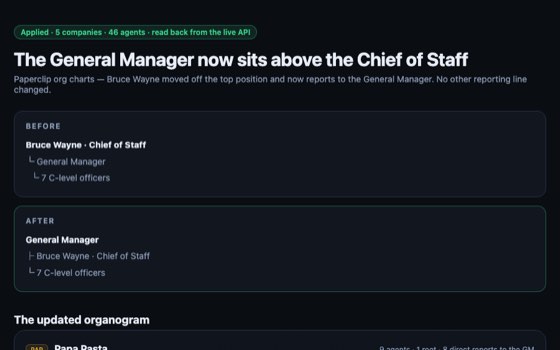 Applied · 5 companies · 46 agents · read back from the live API
The General Manager now sits above the Chief of Staff
Paperclip org charts — Bruce Wayne moved off the top position and now reports to the General Manager. No other reporting line
changed.
BEFORE
Bruce Wayne · Chief of Staff
└ General Manager
└ 7 C-level officers
AFTER
General Manager
├ Bruce Wayne · Chief of Staff
└ 7 C-level officers
The updated organogram
Papa Pasta
9 agents · 1 root · 8 direct reports to the GM